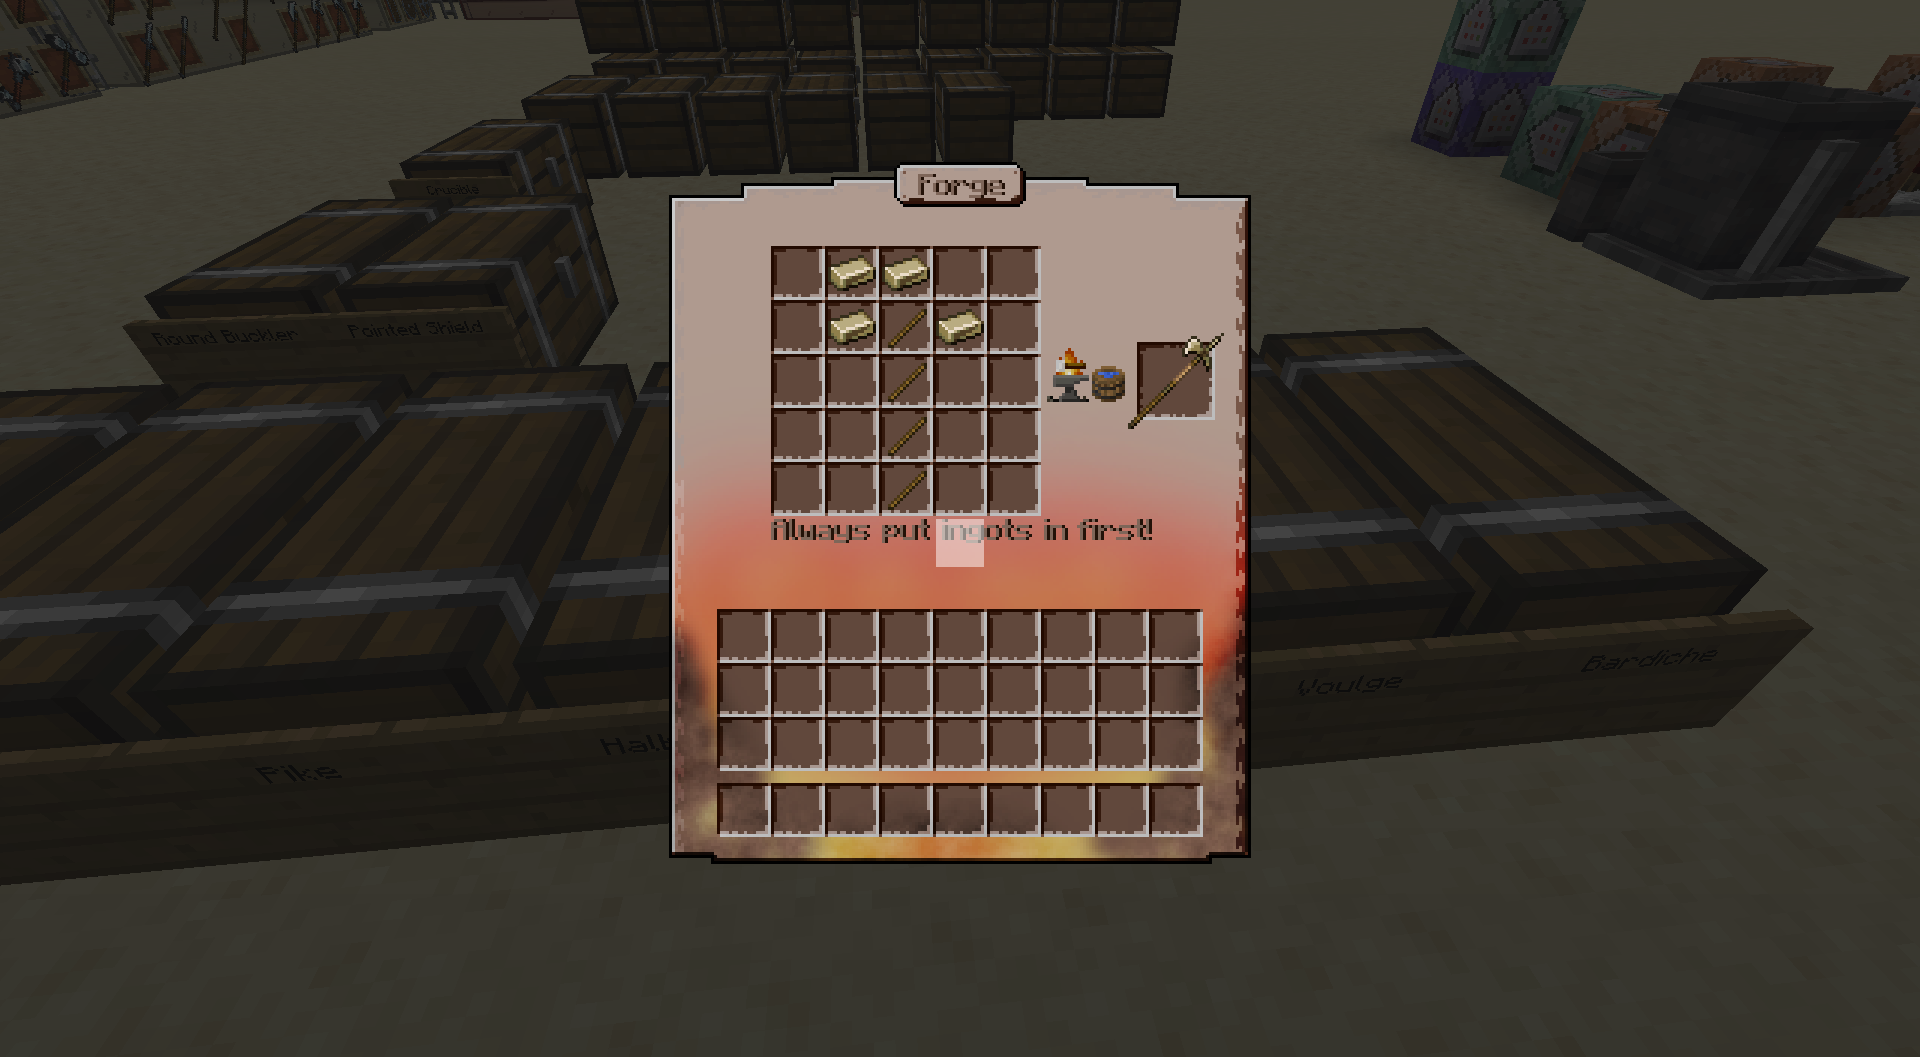 Crucible
Forge
Round Buckler
Pointed Shield
Always put ingots in first!
Pike
Voulge
Bardiche